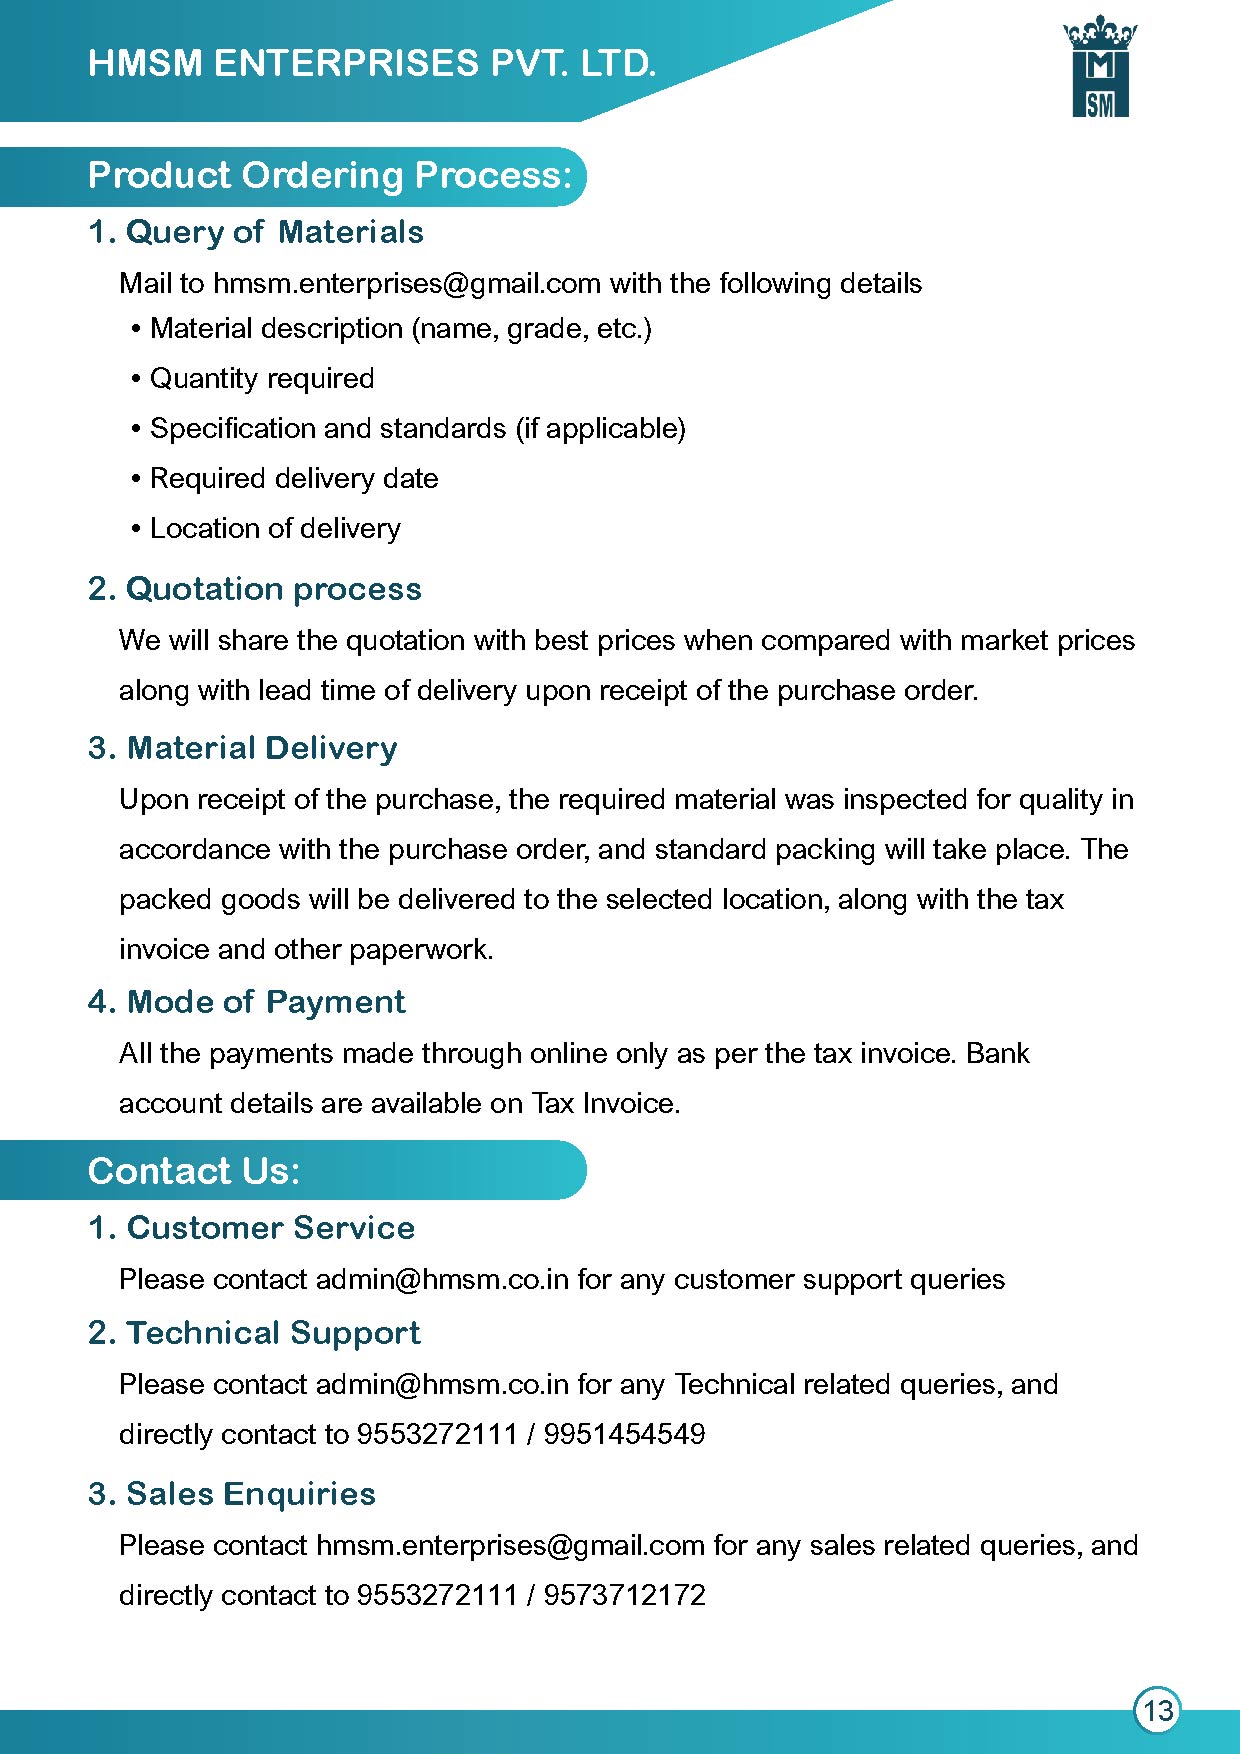 HMSM ENTERPRISES PVT. LTD.
M
SM
Product Ordering Process:
1. Query of Materials
Mail to hmsm.enterprises@gmail.com with the following details
• Material description (name, grade, etc.)
• Quantity required
• Specification and standards (if applicable)
• Required delivery date
• Location of delivery
2. Quotation process
We will share the quotation with best prices when compared with market prices
along with lead time of delivery upon receipt of the purchase order.
3. Material Delivery
Upon receipt of the purchase, the required material was inspected for quality in
accordance with the purchase order, and standard packing will take place. The
packed goods will be delivered to the selected location, along with the tax
invoice and other paperwork.
4. Mode of Payment
All the payments made through online only as per the tax invoice. Bank
account details are available on Tax Invoice.
Contact Us:
1. Customer Service
Please contact admin@hmsm.co.in for any customer support queries
2. Technical Support
Please contact admin@hmsm.co.in for any Technical related queries, and
directly contact to 9553272111 / 9951454549
3. Sales Enquiries
Please contact hmsm.enterprises@gmail.com for any sales related queries, and
directly contact to 9553272111 / 9573712172
13